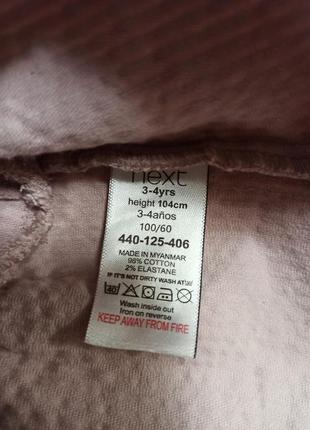 next
3-4yrs
height 104cm
3-4años
100/60
440-125-406
MADE IN MYANMAR
98% COTTON
2% ELASTANE
IF IT'S NOT DIRTY WASH AT
40
Wash inside out
Iron on reverse
KEEP AWAY FROM FIRE